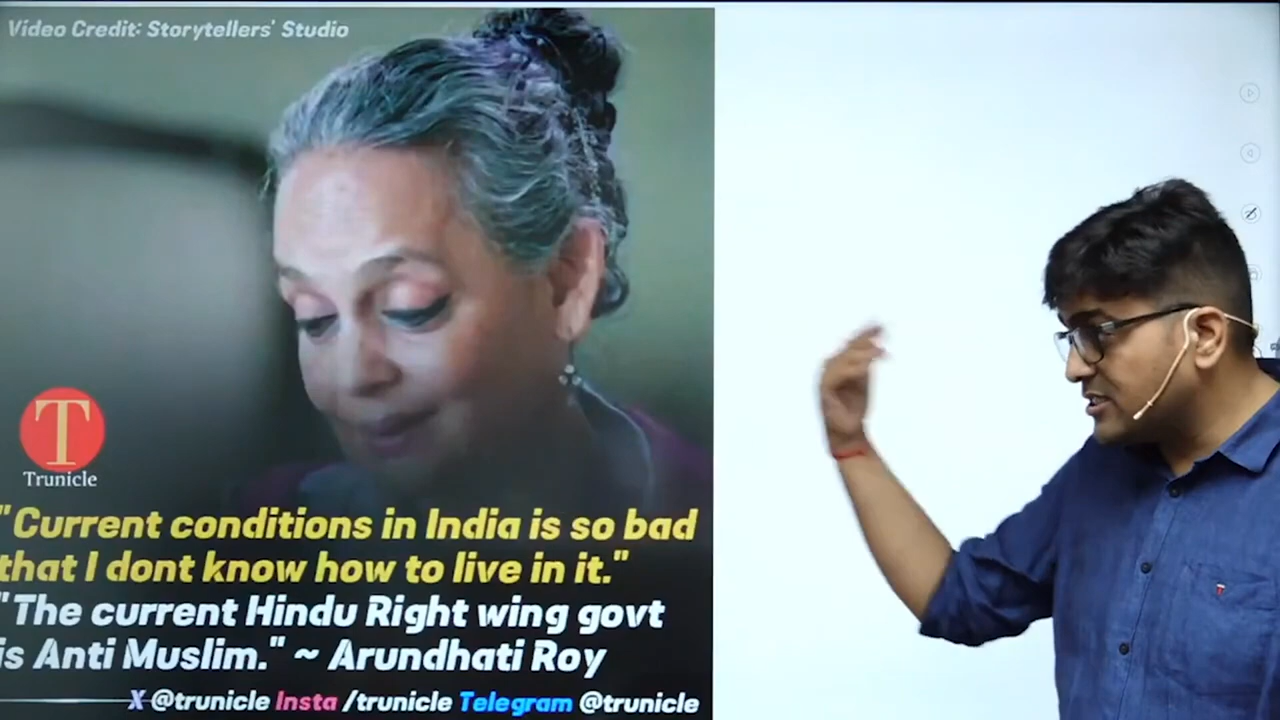 Video Credit: Storytellers' Studio
T
Trunicle
"Current conditions in India is so bad
that I dont know how to live in it."
"The current Hindu Right wing govt
is Anti Muslim." ~ Arundhati Roy
X @trunicle Insta /trunicle Telegram @trunicle